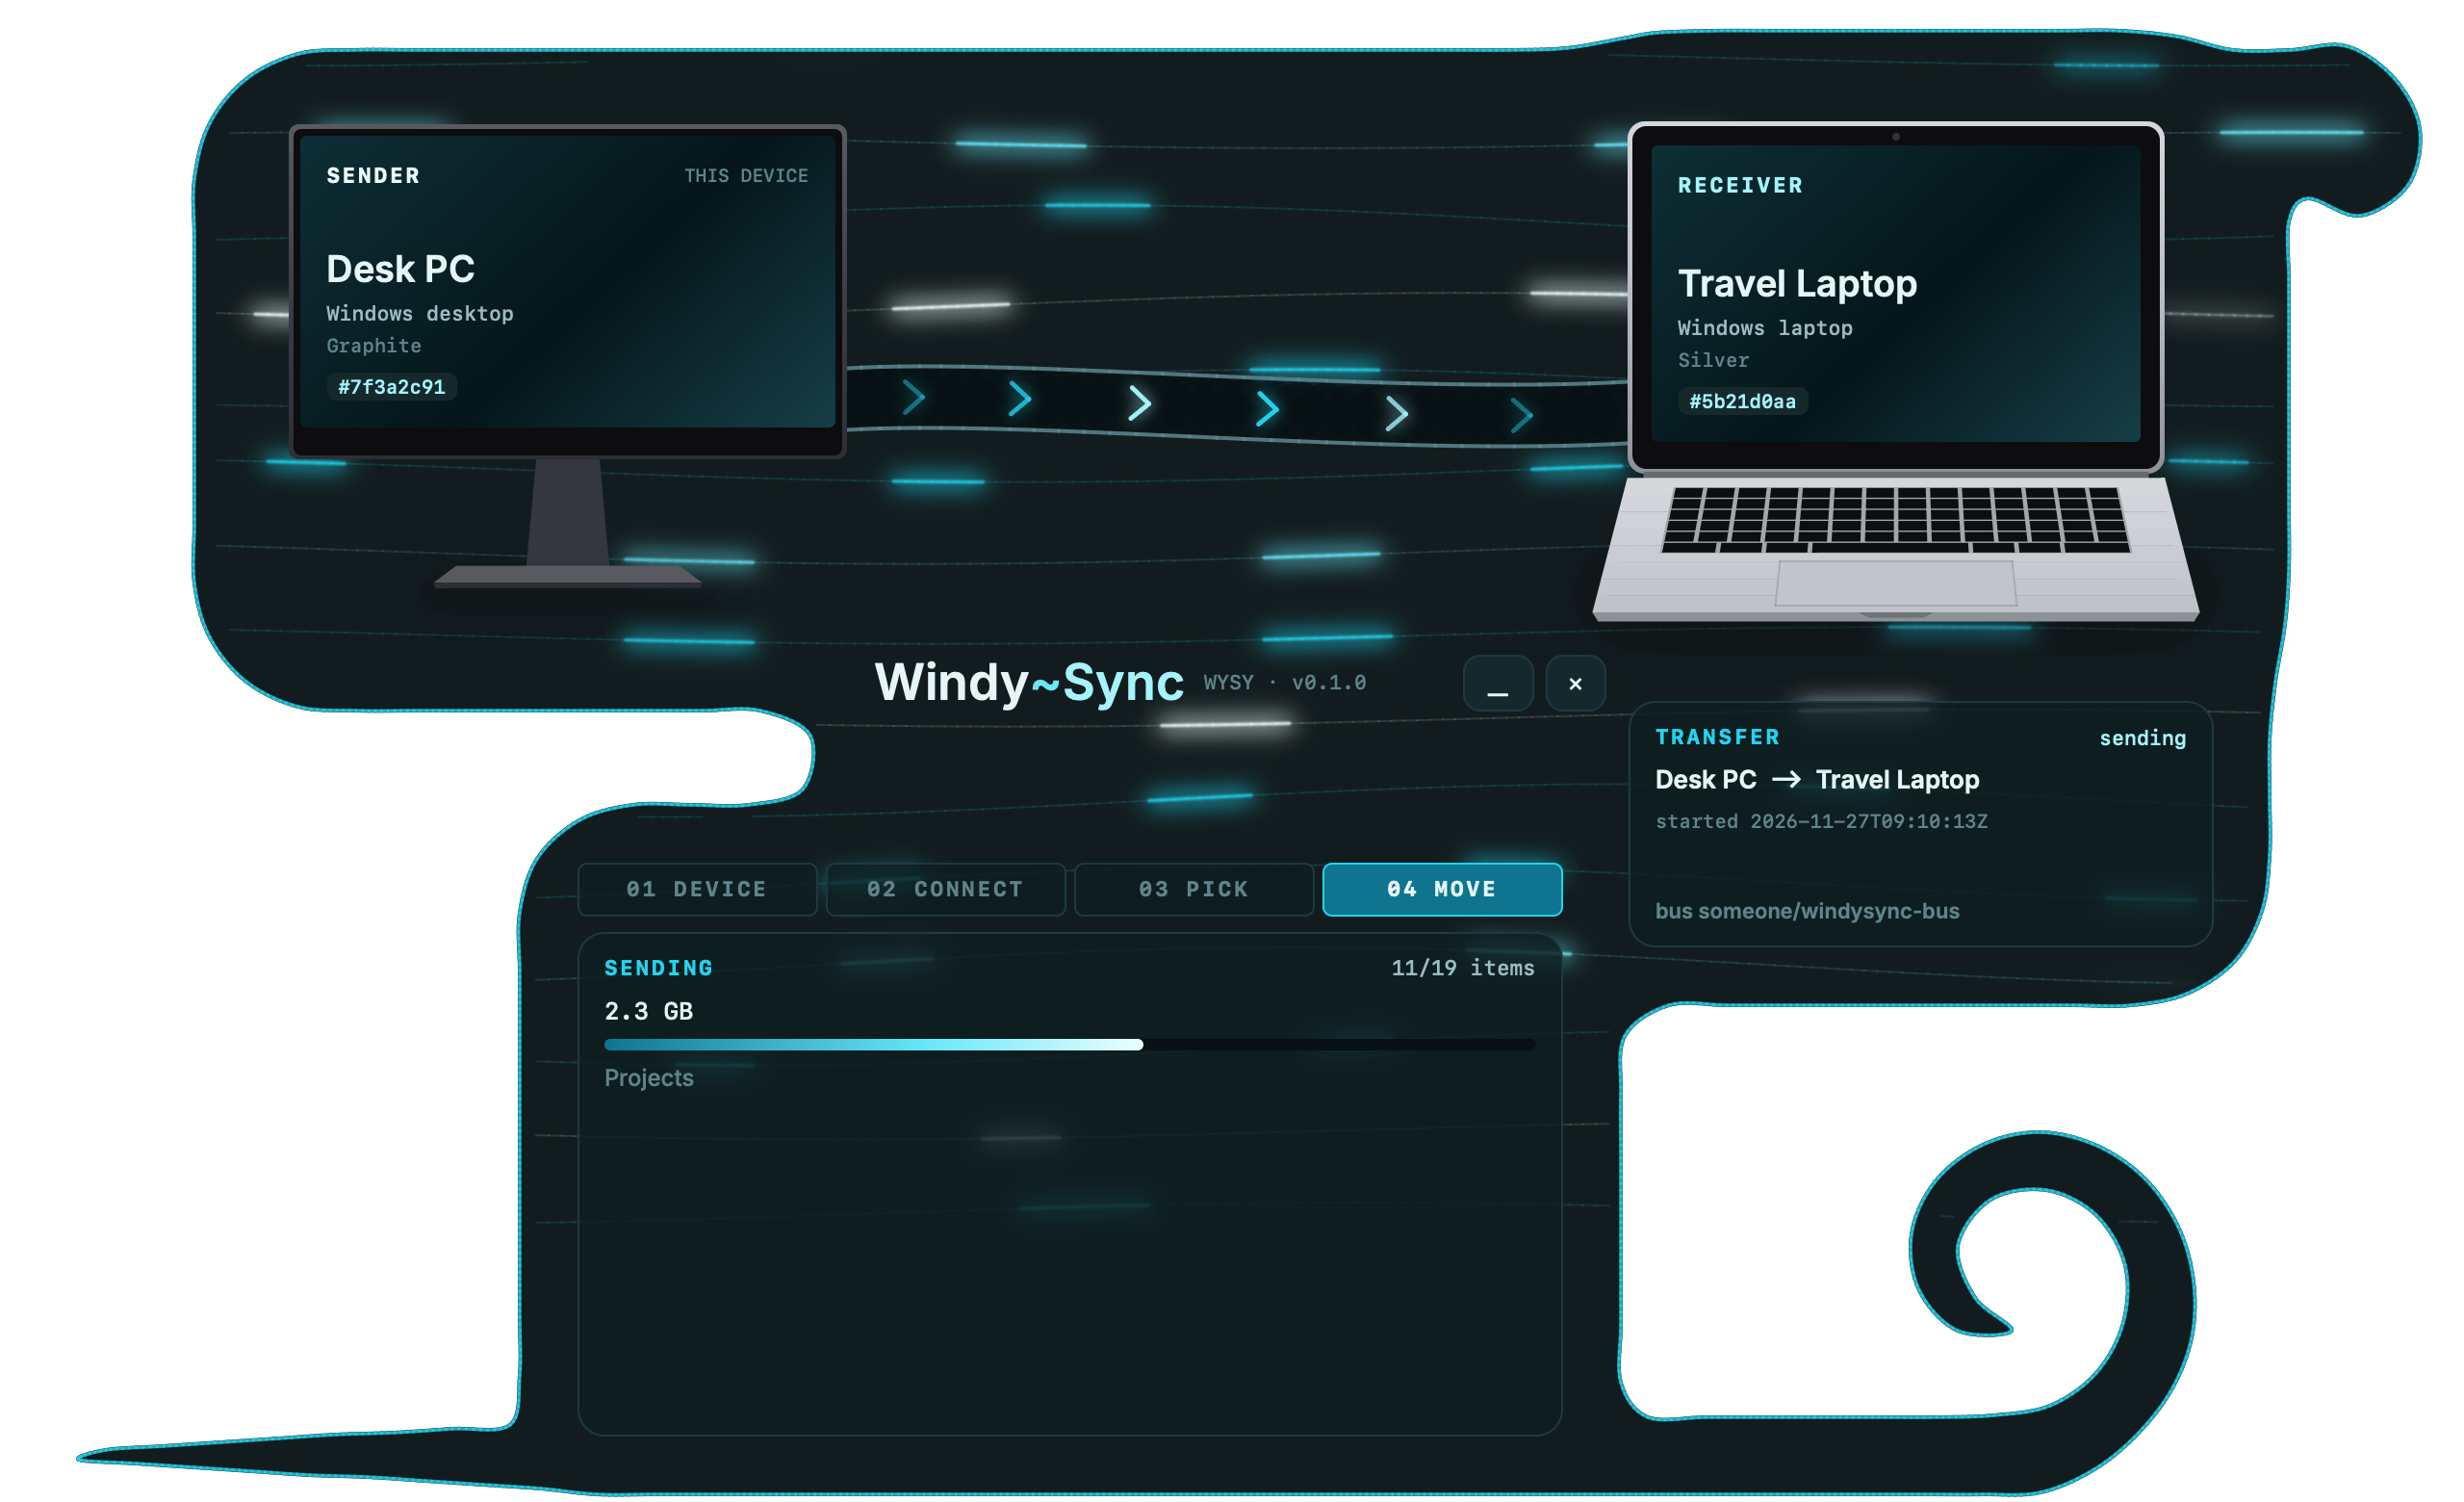 SENDER
THIS DEVICE
Desk PC
Windows desktop
Graphite
#7f3a2c91
RECEIVER
Travel Laptop
Windows laptop
Silver
#5b21d0aa
Windy~Sync WYSY · v0.1.0
_ ×
TRANSFER
sending
Desk PC → Travel Laptop
started 2026-11-27T09:10:13Z
bus someone/windysync-bus
01 DEVICE
02 CONNECT
03 PICK
04 MOVE
SENDING
11/19 items
2.3 GB
Projects